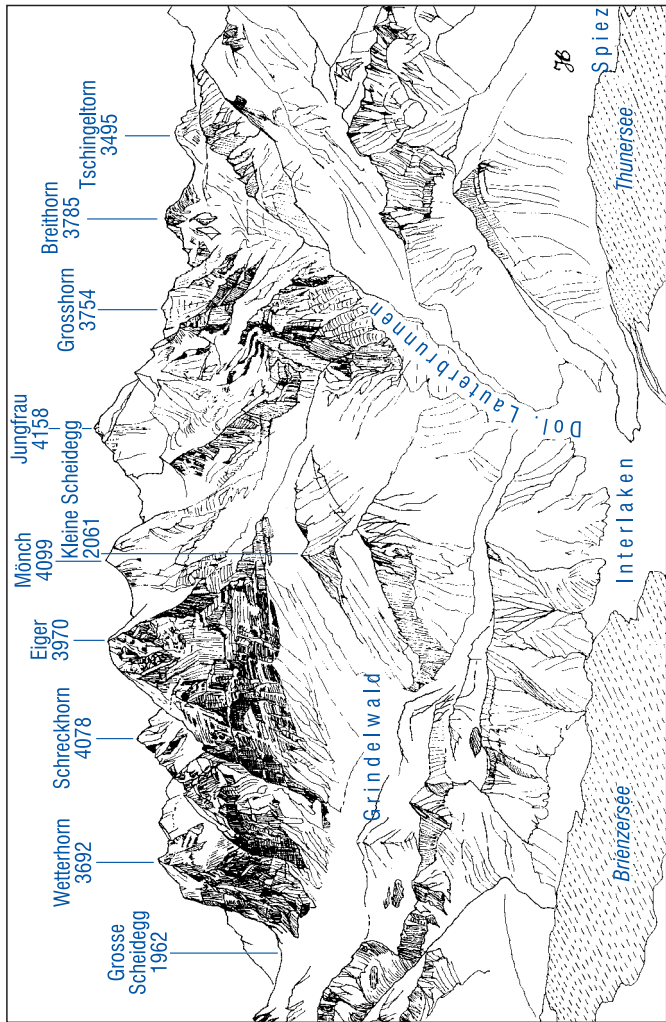 Grosse
Scheidegg
1962
Wetterhorn
3692
Schreckhorn
4078
Eiger
3970
Mönch
4099
Kleine Scheidegg
2061
Jungfrau
4158
Grosshorn
3754
Breithorn
3785
Tschingeltorn
3495
Grindelwald
Dol. Lauterbrunnen
Interlaken
Spiez
Brienzersee
Thunersee